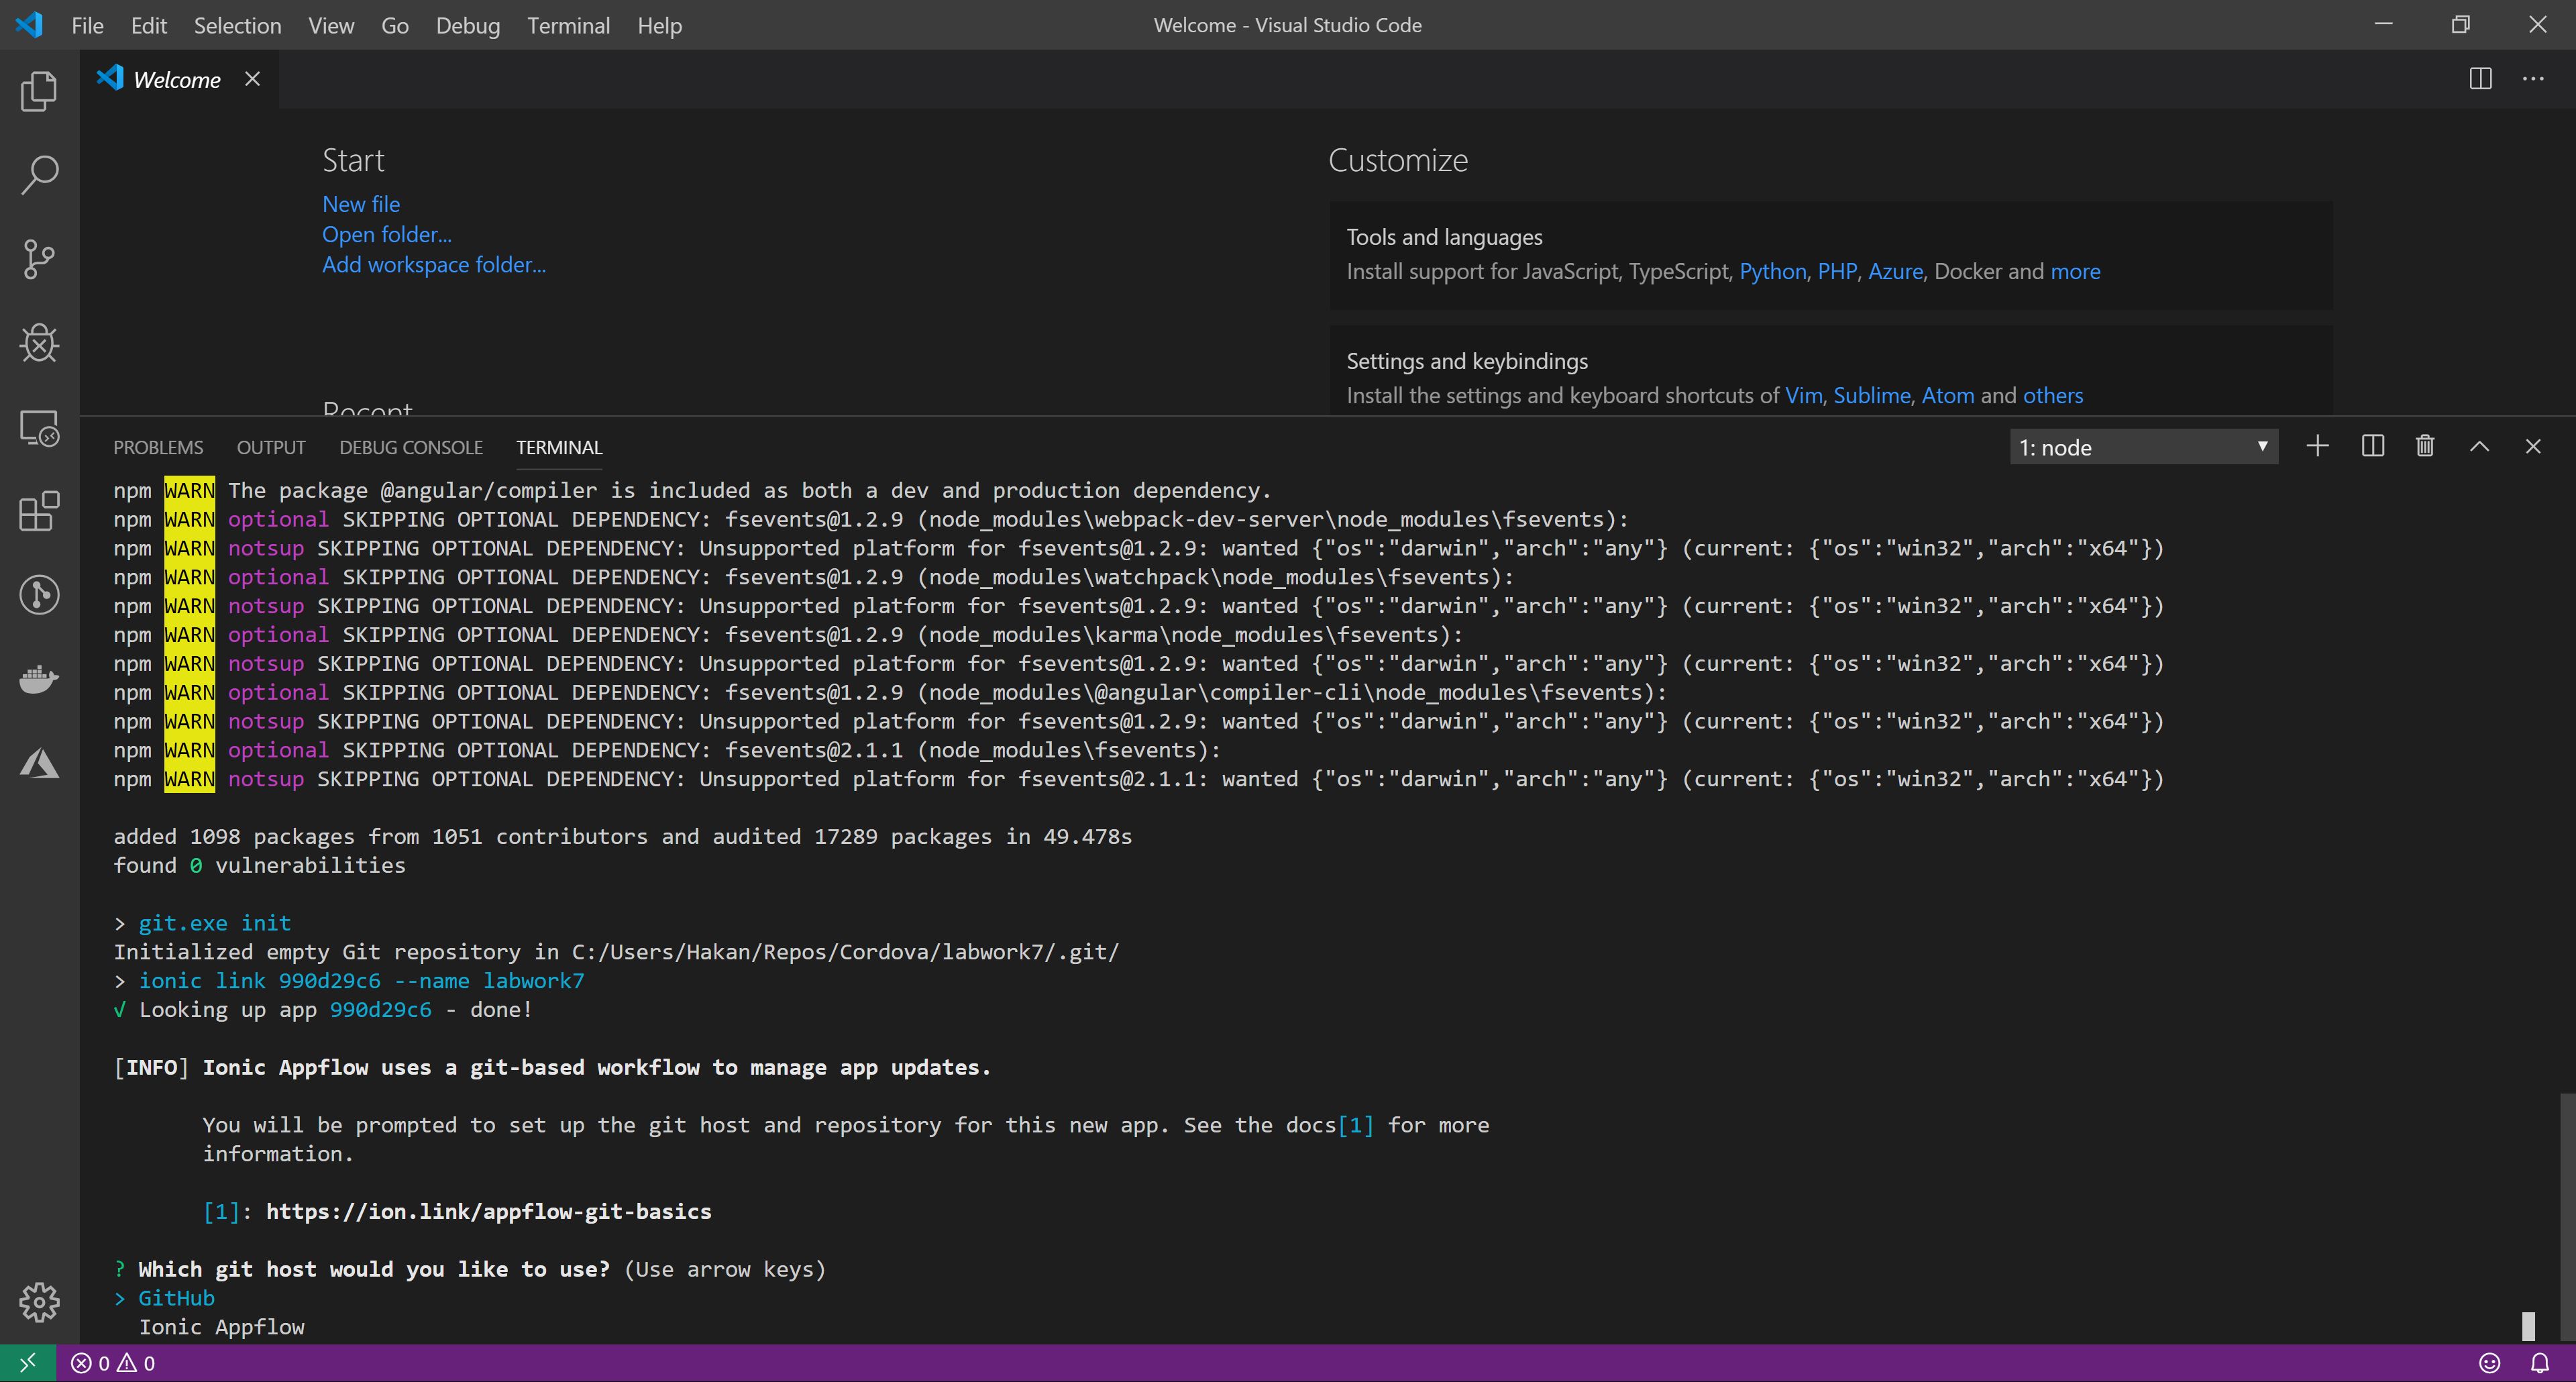 File Edit Selection View Go Debug Terminal Help Welcome - Visual Studio Code
Welcome
Start
New file
Open folder...
Add workspace folder...
Recent
Customize
Tools and languages
Install support for JavaScript, TypeScript, Python, PHP, Azure, Docker and more
Settings and keybindings
Install the settings and keyboard shortcuts of Vim, Sublime, Atom and others
PROBLEMS OUTPUT DEBUG CONSOLE TERMINAL 1: node
npm WARN The package @angular/compiler is included as both a dev and production dependency.
npm WARN optional SKIPPING OPTIONAL DEPENDENCY: fsevents@1.2.9 (node_modules\webpack-dev-server\node_modules\fsevents):
npm WARN notsup SKIPPING OPTIONAL DEPENDENCY: Unsupported platform for fsevents@1.2.9: wanted {"os":"darwin","arch":"any"} (current: {"os":"win32","arch":"x64"})
npm WARN optional SKIPPING OPTIONAL DEPENDENCY: fsevents@1.2.9 (node_modules\watchpack\node_modules\fsevents):
npm WARN notsup SKIPPING OPTIONAL DEPENDENCY: Unsupported platform for fsevents@1.2.9: wanted {"os":"darwin","arch":"any"} (current: {"os":"win32","arch":"x64"})
npm WARN optional SKIPPING OPTIONAL DEPENDENCY: fsevents@1.2.9 (node_modules\karma\node_modules\fsevents):
npm WARN notsup SKIPPING OPTIONAL DEPENDENCY: Unsupported platform for fsevents@1.2.9: wanted {"os":"darwin","arch":"any"} (current: {"os":"win32","arch":"x64"})
npm WARN optional SKIPPING OPTIONAL DEPENDENCY: fsevents@1.2.9 (node_modules\@angular\compiler-cli\node_modules\fsevents):
npm WARN notsup SKIPPING OPTIONAL DEPENDENCY: Unsupported platform for fsevents@1.2.9: wanted {"os":"darwin","arch":"any"} (current: {"os":"win32","arch":"x64"})
npm WARN optional SKIPPING OPTIONAL DEPENDENCY: fsevents@2.1.1 (node_modules\fsevents):
npm WARN notsup SKIPPING OPTIONAL DEPENDENCY: Unsupported platform for fsevents@2.1.1: wanted {"os":"darwin","arch":"any"} (current: {"os":"win32","arch":"x64"})
added 1098 packages from 1051 contributors and audited 17289 packages in 49.478s
found 0 vulnerabilities
> git.exe init
Initialized empty Git repository in C:/Users/Hakan/Repos/Cordova/labwork7/.git/
> ionic link 990d29c6 --name labwork7
√ Looking up app 990d29c6 - done!
[INFO] Ionic Appflow uses a git-based workflow to manage app updates.
You will be prompted to set up the git host and repository for this new app. See the docs[1] for more
information.
[1]: https://ion.link/appflow-git-basics
? Which git host would you like to use? (Use arrow keys)
> GitHub
Ionic Appflow
0 0